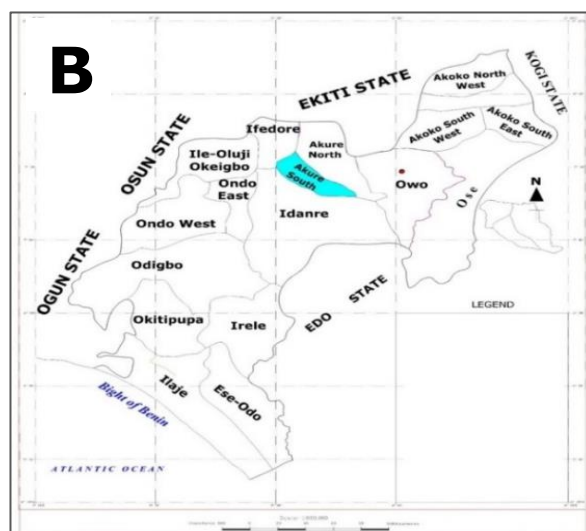 B
EKITI STATE
KOGI STATE
Akoko North
West
Akoko South
West
Akoko South
East
OSUN STATE
Ifedore
Akure
North
Ile-Oluji
Okeigbo
Akure
South
Ondo
East
Owo
Ose
N
Idanre
Ondo West
OGUN STATE
Odigbo
EDO STATE
LEGEND
Okitipupa
Irele
Ilaje
Ese-Odo
Bight of Benin
ATLANTIC OCEAN